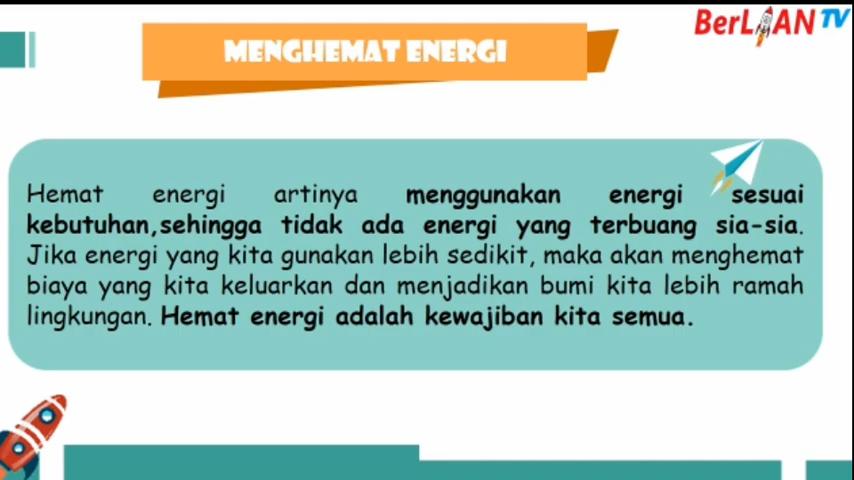 BerLIAN TV
MENGHEMAT ENERGI
Hemat energi artinya menggunakan energi sesuai
kebutuhan,sehingga tidak ada energi yang terbuang sia-sia.
Jika energi yang kita gunakan lebih sedikit, maka akan menghemat
biaya yang kita keluarkan dan menjadikan bumi kita lebih ramah
lingkungan. Hemat energi adalah kewajiban kita semua.